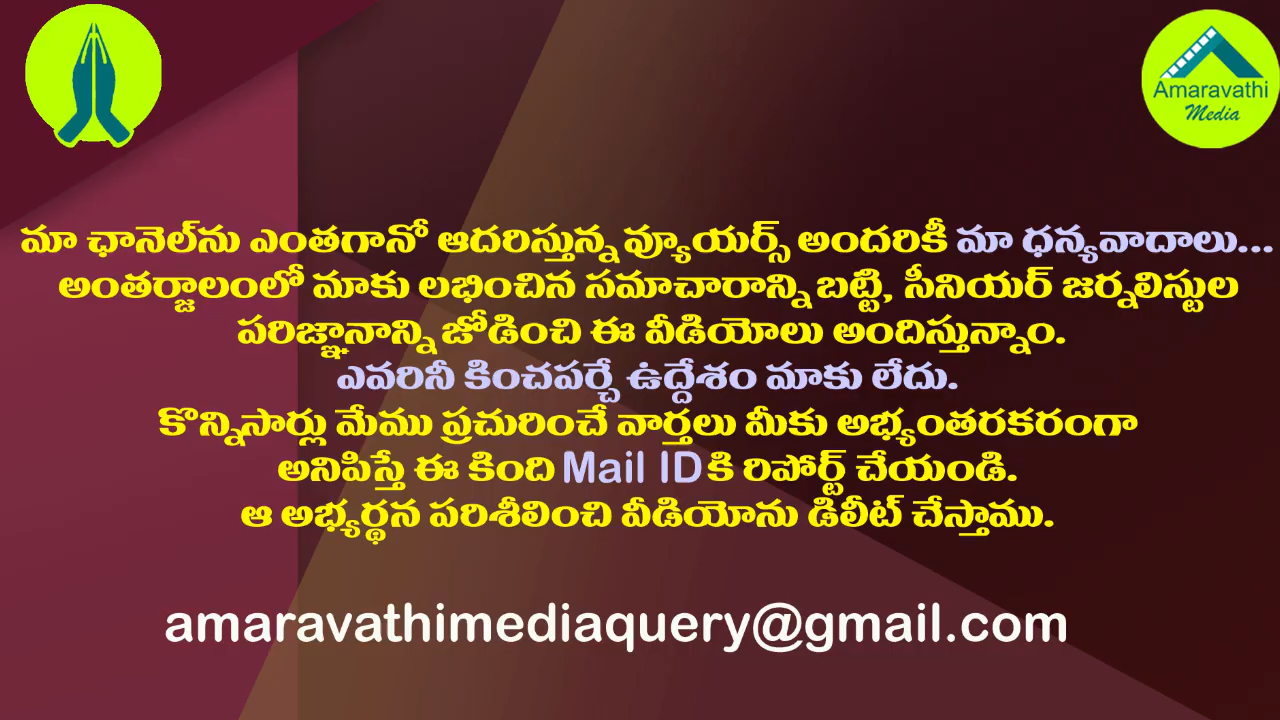 Amaravathi
Media
మా ఛానెల్‌ను ఎంతగానో ఆదరిస్తున్న వ్యూయర్స్ అందరికీ మా ధన్యవాదాలు...
అంతర్జాలంలో మాకు లభించిన సమాచారాన్ని బట్టి, సీనియర్ జర్నలిస్టుల
పరిజ్ఞానాన్ని జోడించి ఈ వీడియోలు అందిస్తున్నాం.
ఎవరినీ కించపర్చే ఉద్దేశం మాకు లేదు.
కొన్నిసార్లు మేము ప్రచురించే వార్తలు మీకు అభ్యంతరకరంగా
అనిపిస్తే ఈ కింది Mail ID కి రిపోర్ట్ చేయండి.
ఆ అభ్యర్థన పరిశీలించి వీడియోను డిలీట్ చేస్తాము.
amaravathimediaquery@gmail.com